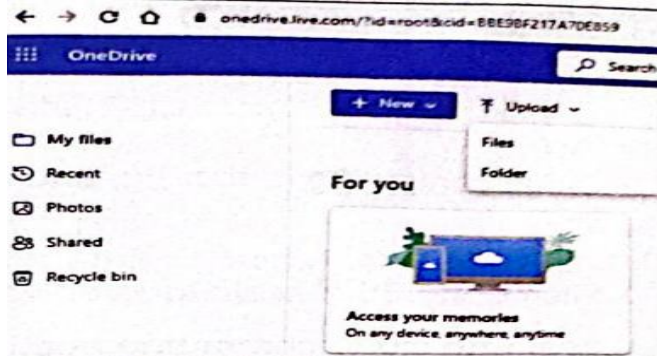 onedrive.live.com/?id=root&cid=BBE9BF217A7DE859
OneDrive
Search
+ New
Upload
Files
Folder
My files
Recent
Photos
Shared
Recycle bin
For you
Access your memories
On any device, anywhere, anytime